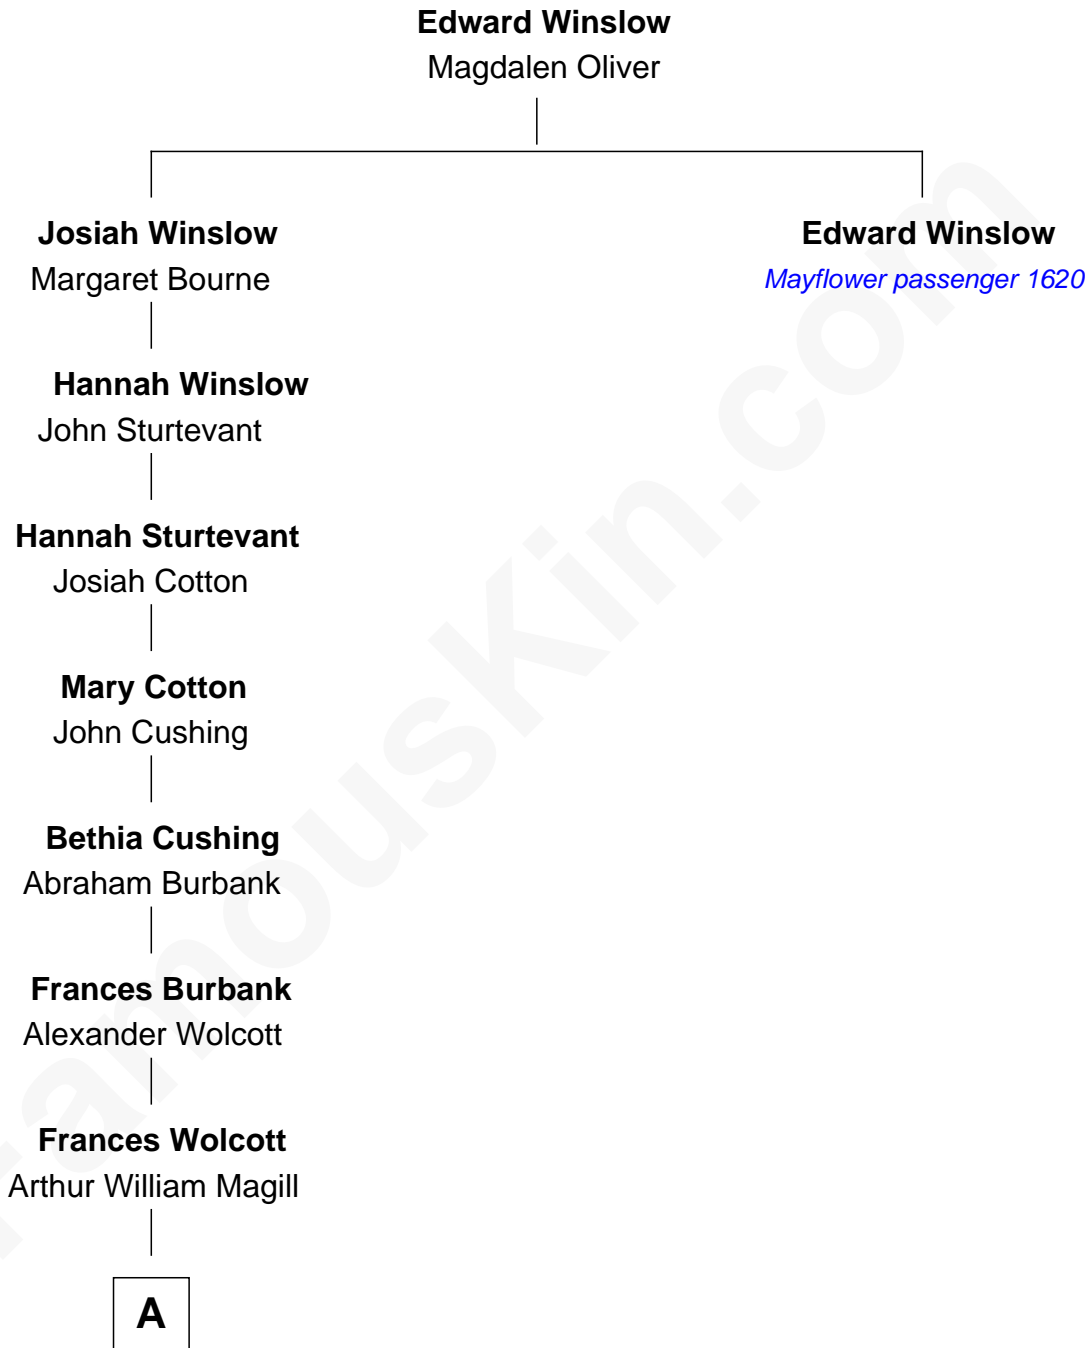 Edward Winslow
Magdalen Oliver
Josiah Winslow
Margaret Bourne
Edward Winslow
Mayflower passenger 1620
Hannah Winslow
John Sturtevant
Hannah Sturtevant
Josiah Cotton
Mary Cotton
John Cushing
Bethia Cushing
Abraham Burbank
Frances Burbank
Alexander Wolcott
Frances Wolcott
Arthur William Magill
A
FamousKin.com